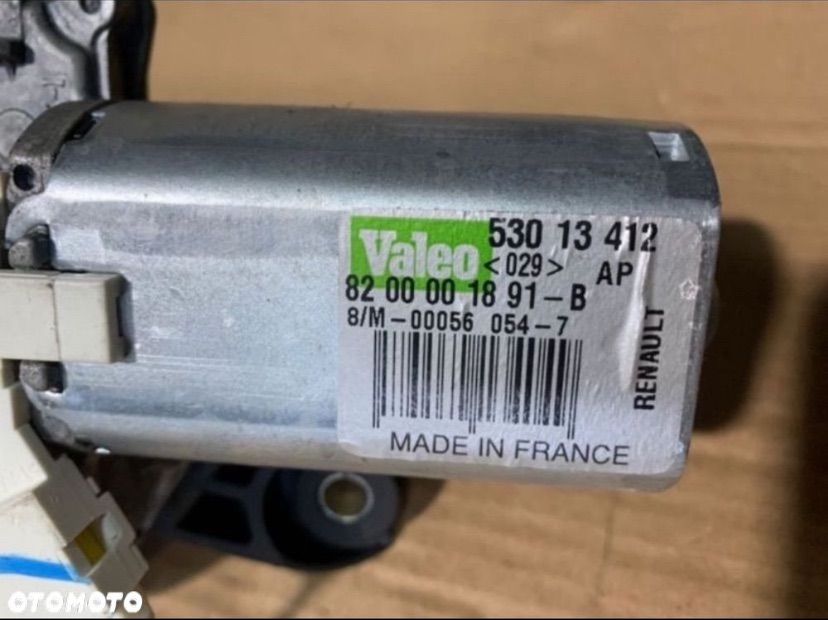 Valeo 530 13 412
<029> AP
82 00 00 18 91-B
8/M-00056 054-7
RENAULT
MADE IN FRANCE
OTOMOTO